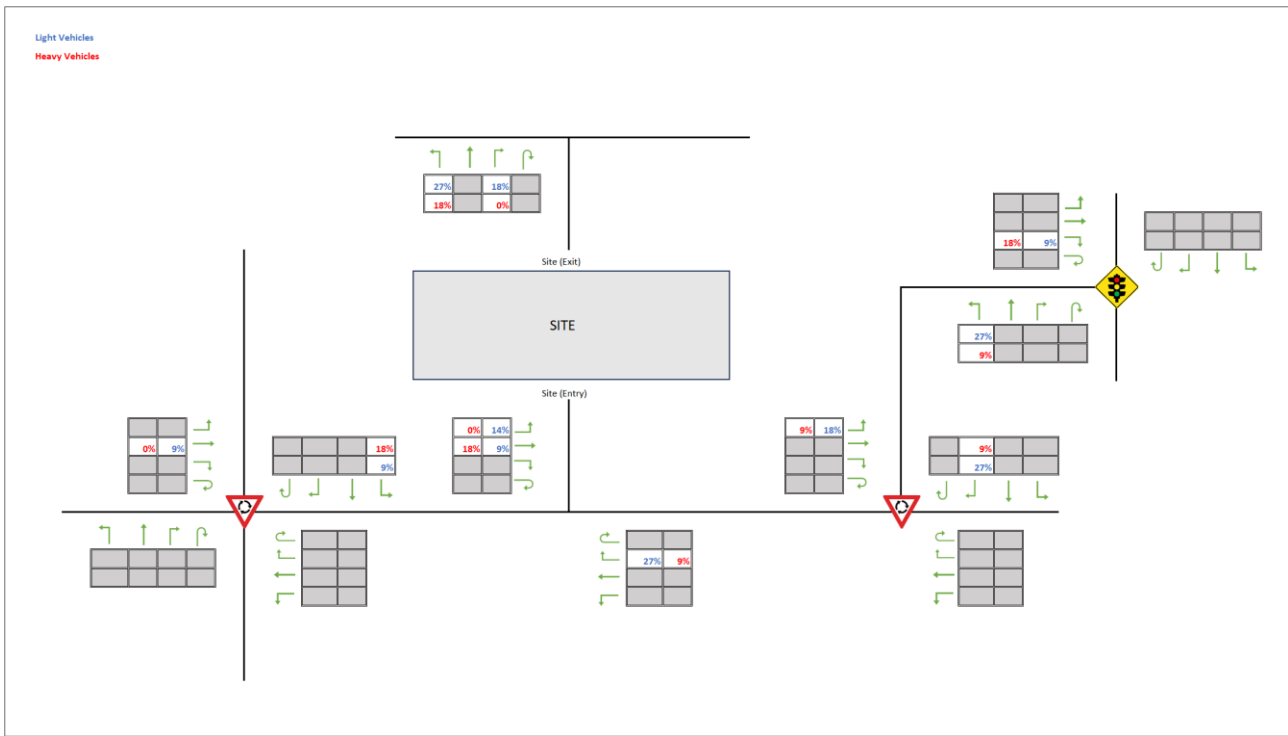 Light Vehicles
Heavy Vehicles
27% 18%
18% 0%
Site (Exit)
18% 9%
SITE
27%
9%
Site (Entry)
0% 9%
18%
9%
0% 14%
18% 9%
9% 18%
9%
27%
27% 9%